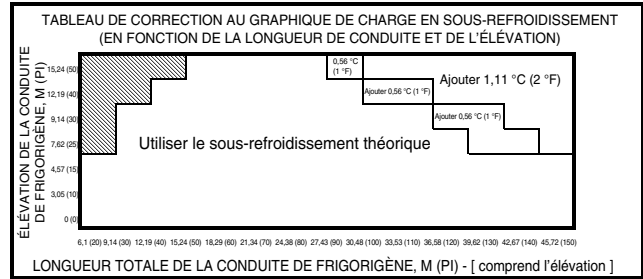 TABLEAU DE CORRECTION AU GRAPHIQUE DE CHARGE EN SOUS-REFROIDISSEMENT
(EN FONCTION DE LA LONGUEUR DE CONDUITE ET DE L'ÉLÉVATION)
ÉLÉVATION DE LA CONDUITE
DE FRIGORIGÈNE, M (PI)
15,24 (50)
12,19 (40)
9,14 (30)
7,62 (25)
4,57 (15)
3,05 (10)
0 (0)
0,56 °C
(1 °F)
Ajouter 1,11 °C (2 °F)
Ajouter 0,56 °C (1 °F)
Ajouter 0,56 °C (1 °F)
Utiliser le sous-refroidissement théorique
6,1 (20) 9,14 (30) 12,19 (40) 15,24 (50) 18,29 (60) 21,34 (70) 24,38 (80) 27,43 (90) 30,48 (100) 33,53 (110) 36,58 (120) 39,62 (130) 42,67 (140) 45,72 (150)
LONGUEUR TOTALE DE LA CONDUITE DE FRIGORIGÈNE, M (PI) - [ comprend l'élévation ]